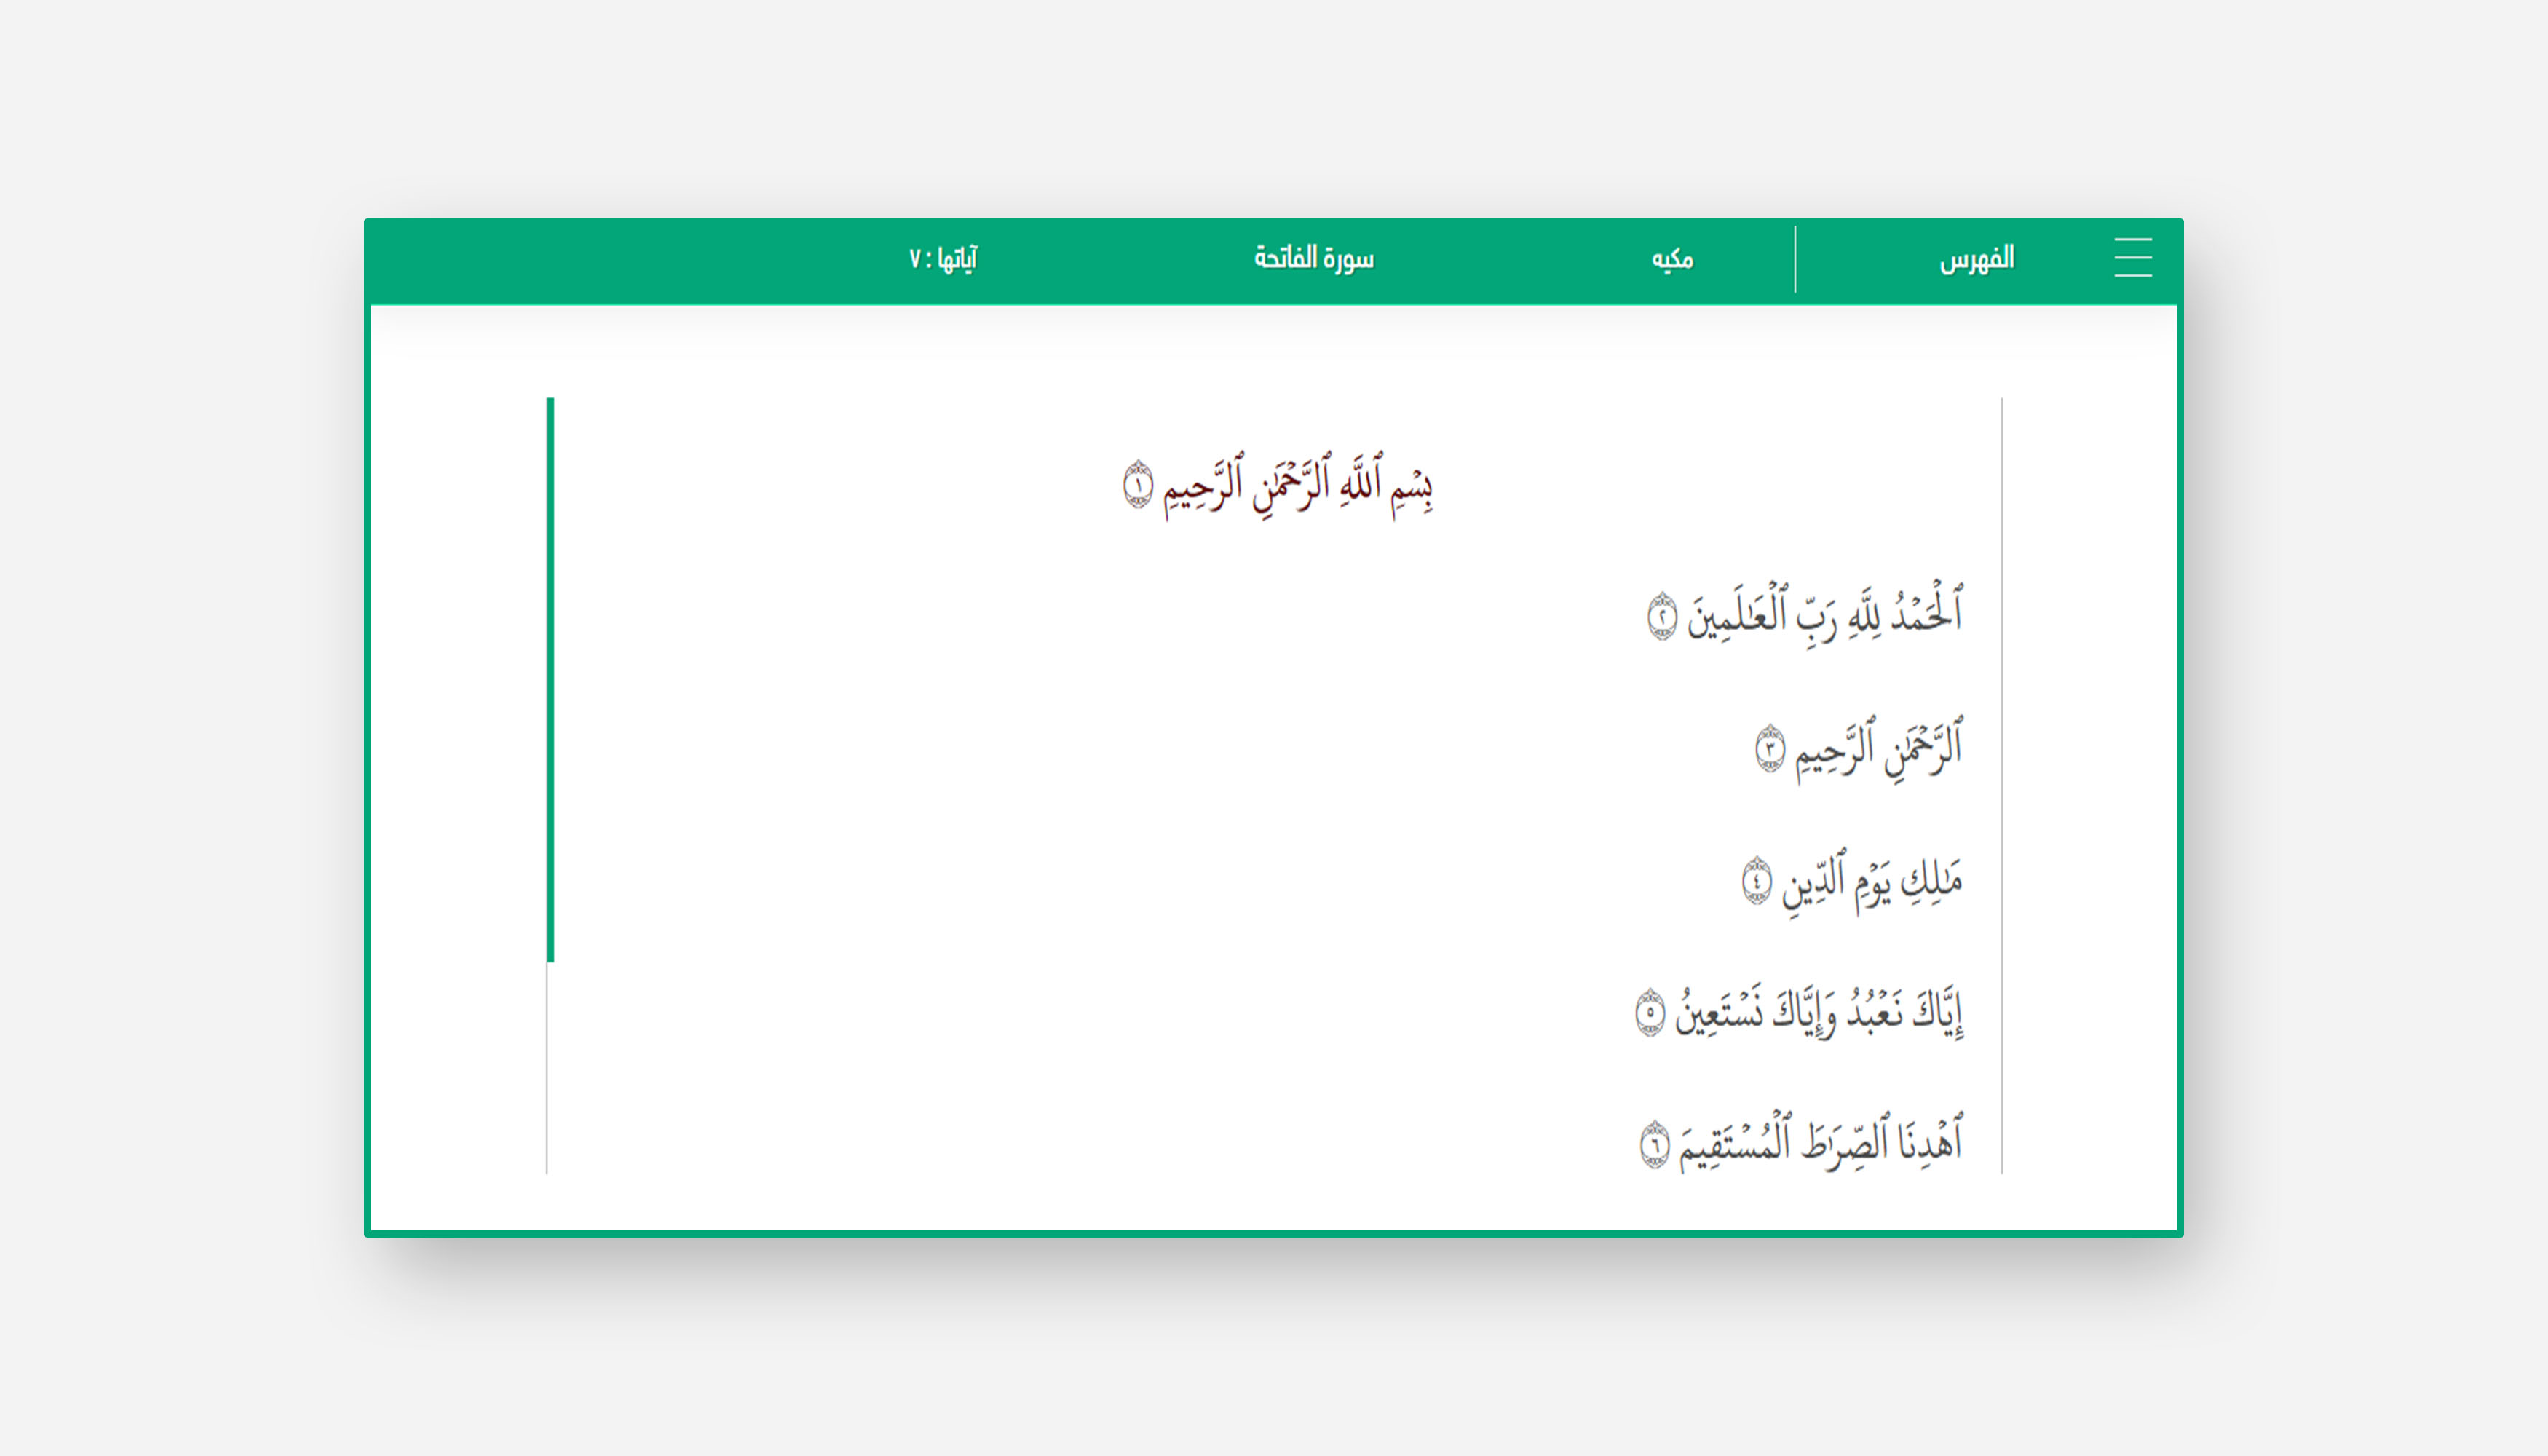 الفهرس مكيه سورة الفاتحة آياتها : ٧
بِسۡمِ ٱللَّهِ ٱلرَّحۡمَٰنِ ٱلرَّحِيمِ ١
ٱلۡحَمۡدُ لِلَّهِ رَبِّ ٱلۡعَٰلَمِينَ ٢
ٱلرَّحۡمَٰنِ ٱلرَّحِيمِ ٣
مَٰلِكِ يَوۡمِ ٱلدِّينِ ٤
إِيَّاكَ نَعۡبُدُ وَإِيَّاكَ نَسۡتَعِينُ ٥
ٱهۡدِنَا ٱلصِّرَٰطَ ٱلۡمُسۡتَقِيمَ ٦